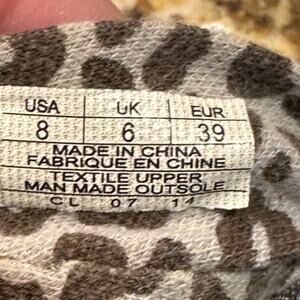 USA UK EUR
8 6 39
MADE IN CHINA
FABRIQUE EN CHINE
TEXTILE UPPER
MAN MADE OUTSOLE
CL 07 14